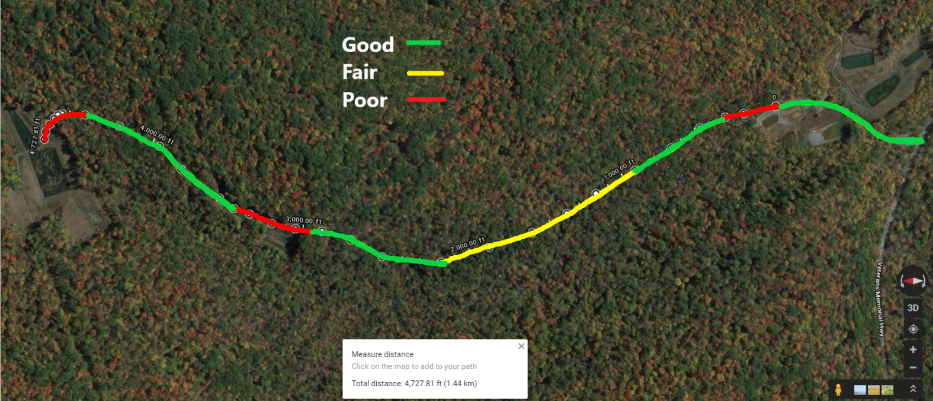 Good
Fair
Poor
0
4,727.81 ft
4,000.00 ft
1,000.00 ft
3,000.00 ft
2,000.00 ft
Veterans Memorial Hwy
3D
Measure distance
Click on the map to add to your path
Total distance: 4,727.81 ft (1.44 km)